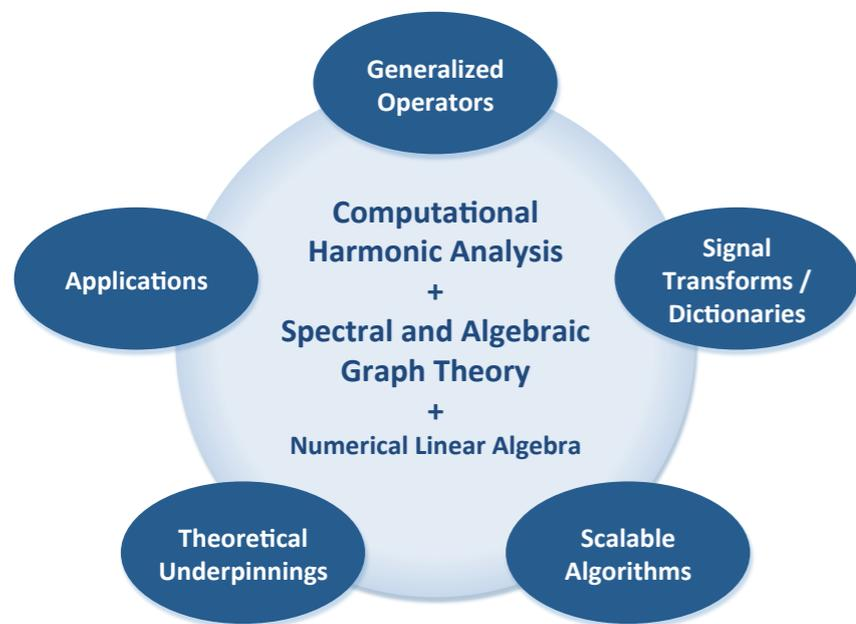 Generalized
Operators
Computational
Harmonic Analysis
+
Spectral and Algebraic
Graph Theory
+
Numerical Linear Algebra
Applications
Signal
Transforms /
Dictionaries
Theoretical
Underpinnings
Scalable
Algorithms